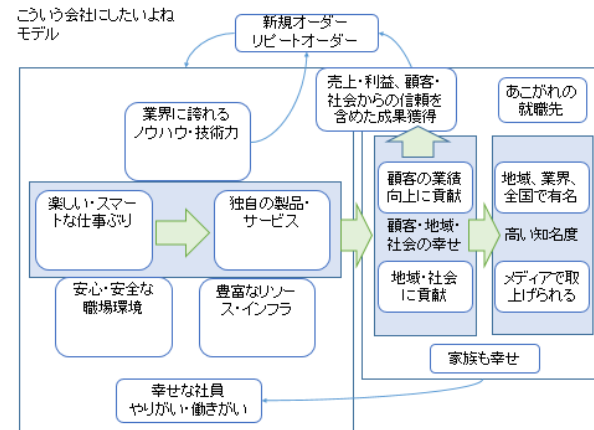 こういう会社にしたいよね
モデル
新規オーダー
リピートオーダー
売上・利益、顧客・
社会からの信頼を
含めた成果獲得
あこがれの
就職先
業界に誇れる
ノウハウ・技術力
楽しい・スマー
トな仕事ぶり
独自の製品・
サービス
顧客の業績
向上に貢献
顧客・地域・
社会の幸せ
地域・社会
に貢献
地域、業界、
全国で有名
高い知名度
メディアで取
上げられる
安心・安全な
職場環境
豊富なリソー
ス・インフラ
家族も幸せ
幸せな社員
やりがい・働きがい